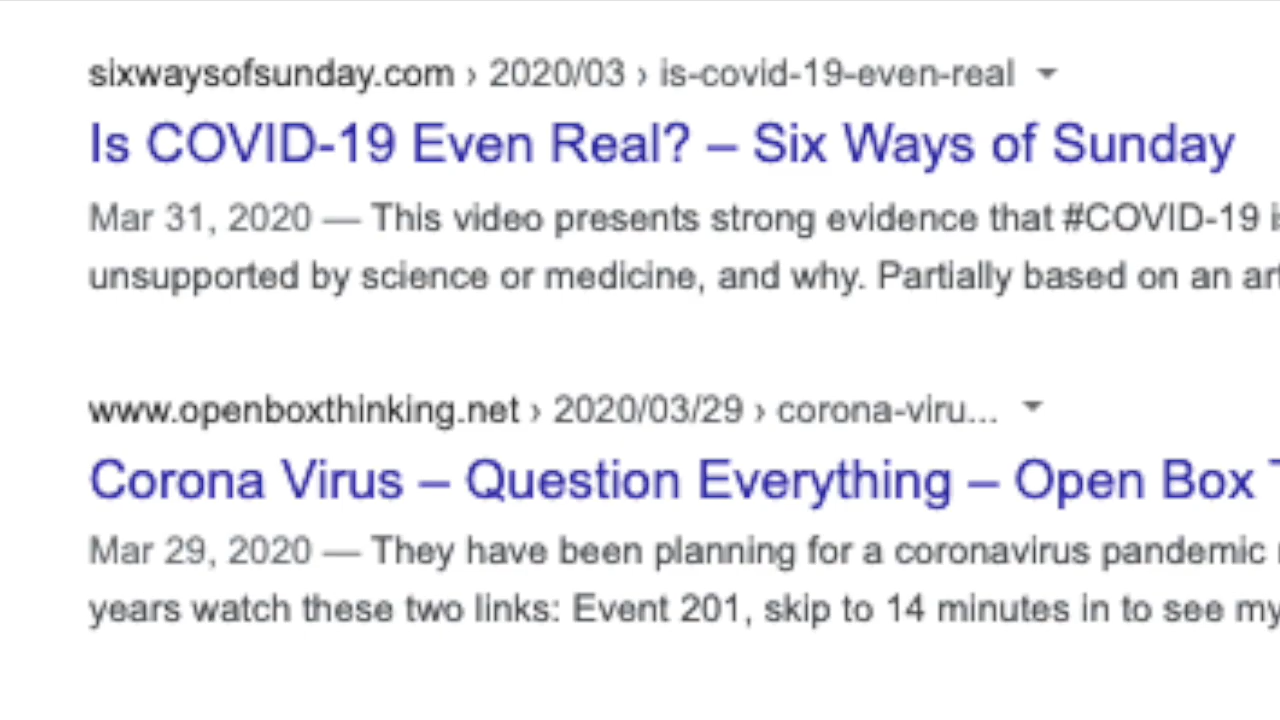 sixwaysofsunday.com › 2020/03 › is-covid-19-even-real
Is COVID-19 Even Real? – Six Ways of Sunday
Mar 31, 2020 — This video presents strong evidence that #COVID-19
unsupported by science or medicine, and why. Partially based on an
www.openboxthinking.net › 2020/03/29 › corona-viru...
Corona Virus – Question Everything – Open Box
Mar 29, 2020 — They have been planning for a coronavirus pandemic
years watch these two links: Event 201, skip to 14 minutes in to see my